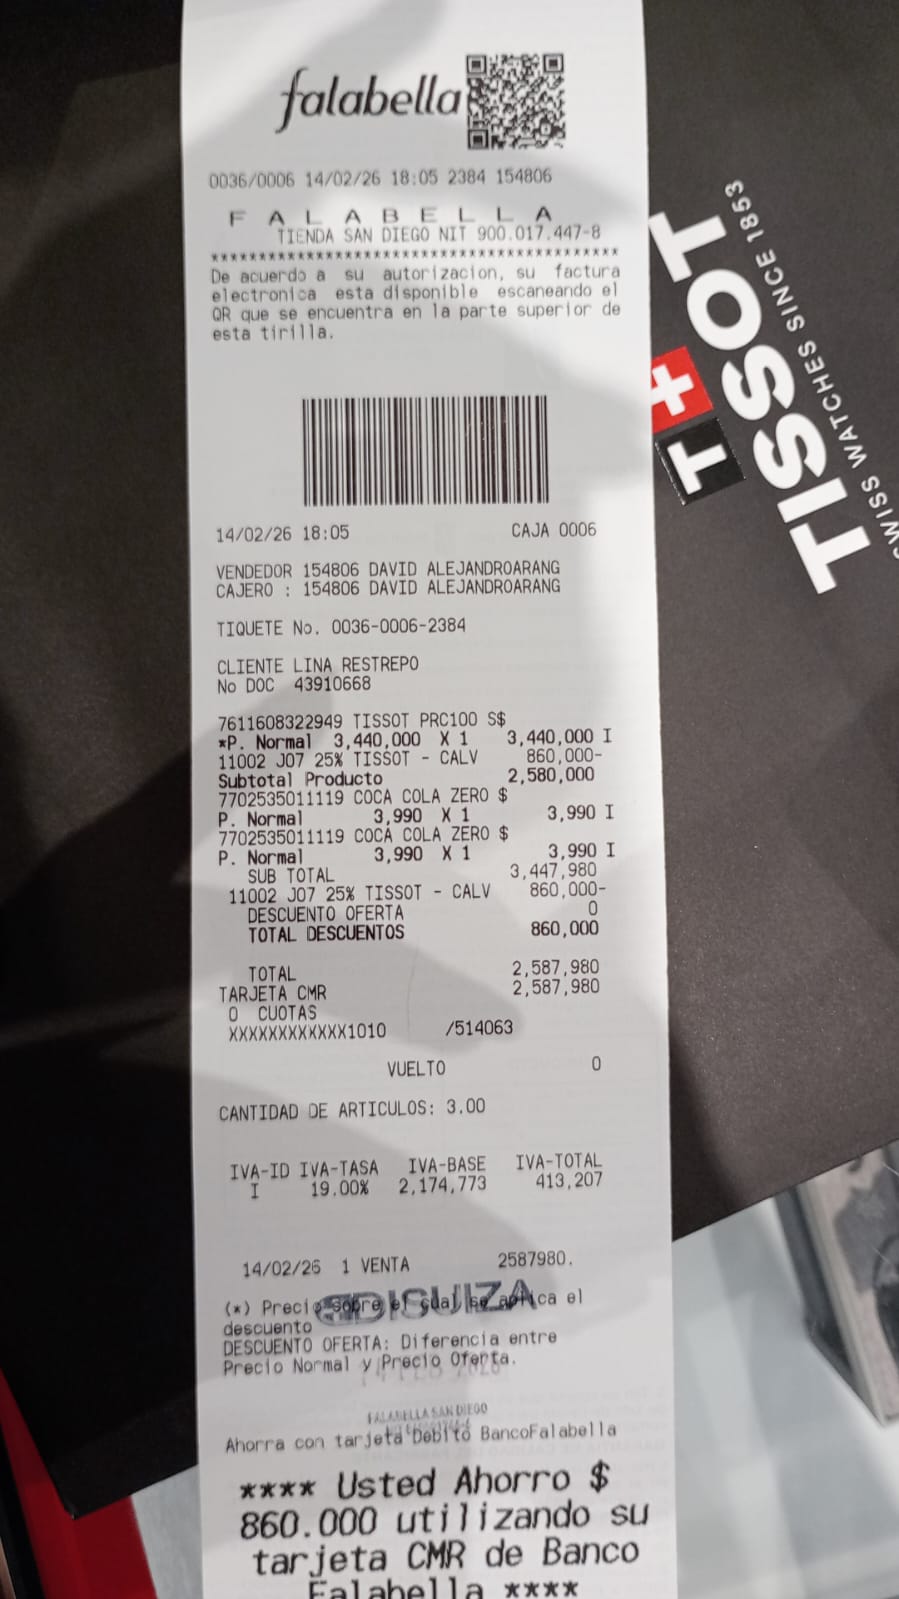 falabella
0036/0006 14/02/26 18:05 2384 154806
F A L A B E L L A
TIENDA SAN DIEGO NIT 900.017.447-8
*************************************************
De acuerdo a su autorizacion, su factura
electronica esta disponible escaneando el
QR que se encuentra en la parte superior de
esta tirilla.
14/02/26 18:05 CAJA 0006
VENDEDOR 154806 DAVID ALEJANDROARANG
CAJERO : 154806 DAVID ALEJANDROARANG
TIQUETE No. 0036-0006-2384
CLIENTE LINA RESTREPO
No DOC 43910668
7611608322949 TISSOT PRC100 S$
*P. Normal 3,440,000 X 1 3,440,000 I
11002 J07 25% TISSOT - CALV 860,000-
Subtotal Producto 2,580,000
7702535011119 COCA COLA ZERO $
P. Normal 3,990 X 1 3,990 I
7702535011119 COCA COLA ZERO $
P. Normal 3,990 X 1 3,990 I
SUB TOTAL 3,447,980
11002 J07 25% TISSOT - CALV 860,000-
DESCUENTO OFERTA 0
TOTAL DESCUENTOS 860,000
TOTAL 2,587,980
TARJETA CMR 2,587,980
0 CUOTAS
XXXXXXXXXXXX1010 /514063
VUELTO 0
CANTIDAD DE ARTICULOS: 3.00
IVA-ID IVA-TASA IVA-BASE IVA-TOTAL
I 19.00% 2,174,773 413,207
14/02/26 1 VENTA 2587980.
DISUIZA
(*) Precio sobre el cual se aplica el
descuento
DESCUENTO OFERTA: Diferencia entre
Precio Normal y Precio Oferta.
FALABELLA SAN DIEGO
Ahorra con tarjeta Debito BancoFalabella
**** Usted Ahorro $
860.000 utilizando su
tarjeta CMR de Banco
Falabella ****
T+
TISSOT
SWISS WATCHES SINCE 1853